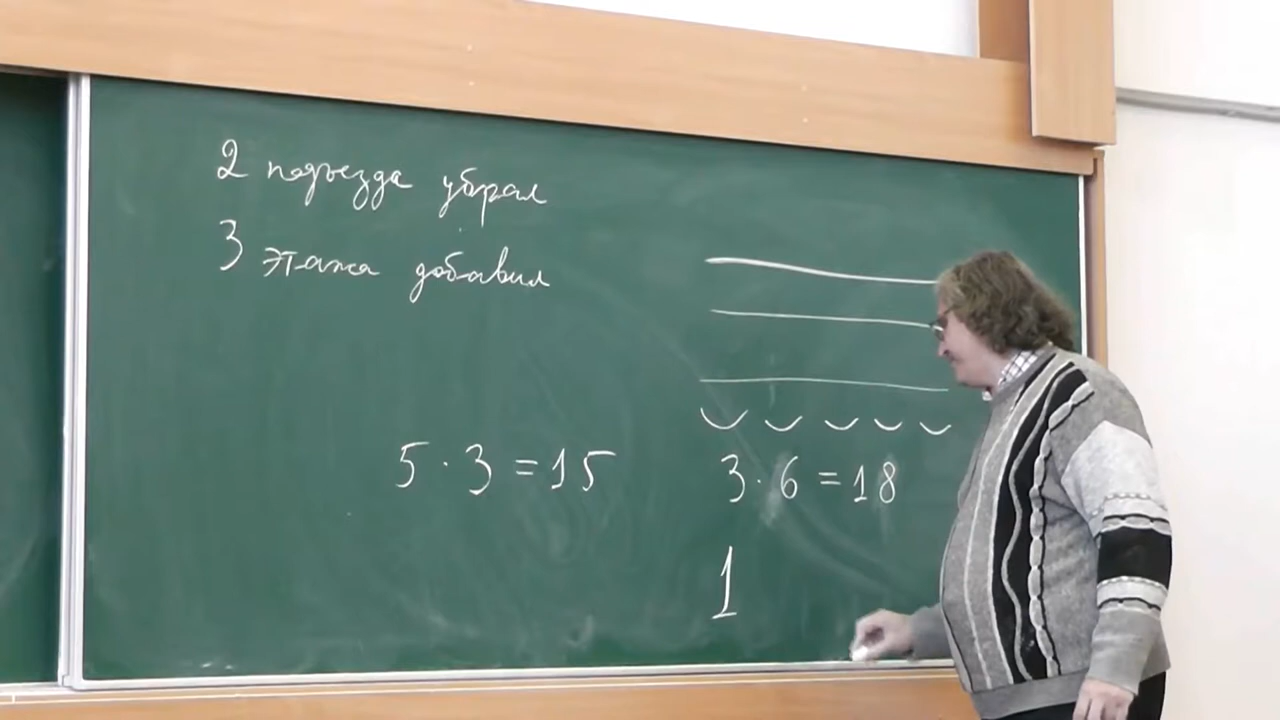 2 подъезда убрал
3 этажа добавил
5 · 3 = 15
3 · 6 = 18
1